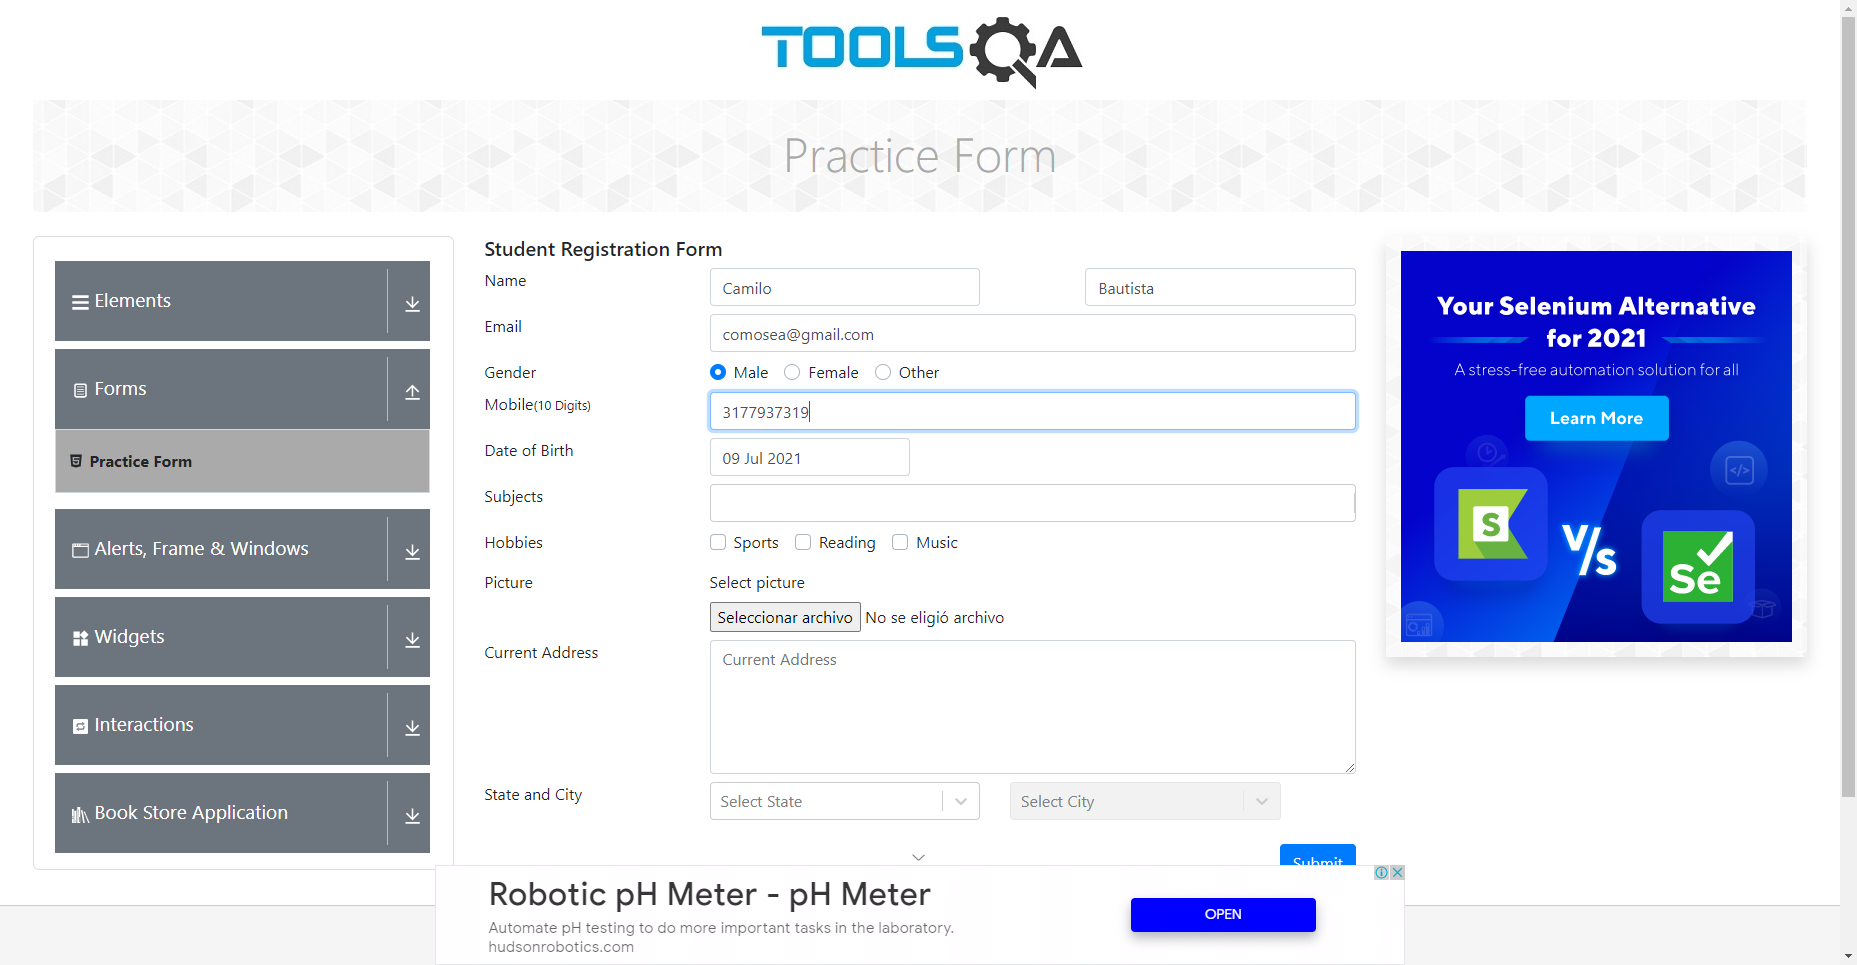 TOOLSQA
Practice Form
Elements
Forms
Practice Form
Alerts, Frame & Windows
Widgets
Interactions
Book Store Application
Student Registration Form
Name
Camilo
Bautista
Email
comosea@gmail.com
Gender
Male
Female
Other
Mobile(10 Digits)
3177937319
Date of Birth
09 Jul 2021
Subjects
Hobbies
Sports
Reading
Music
Picture
Select picture
Seleccionar archivo
No se eligió archivo
Current Address
Current Address
State and City
Select State
Select City
Submit
Your Selenium Alternative
for 2021
A stress-free automation solution for all
Learn More
S
V/s
Se
Robotic pH Meter - pH Meter
Automate pH testing to do more important tasks in the laboratory.
hudsonrobotics.com
OPEN